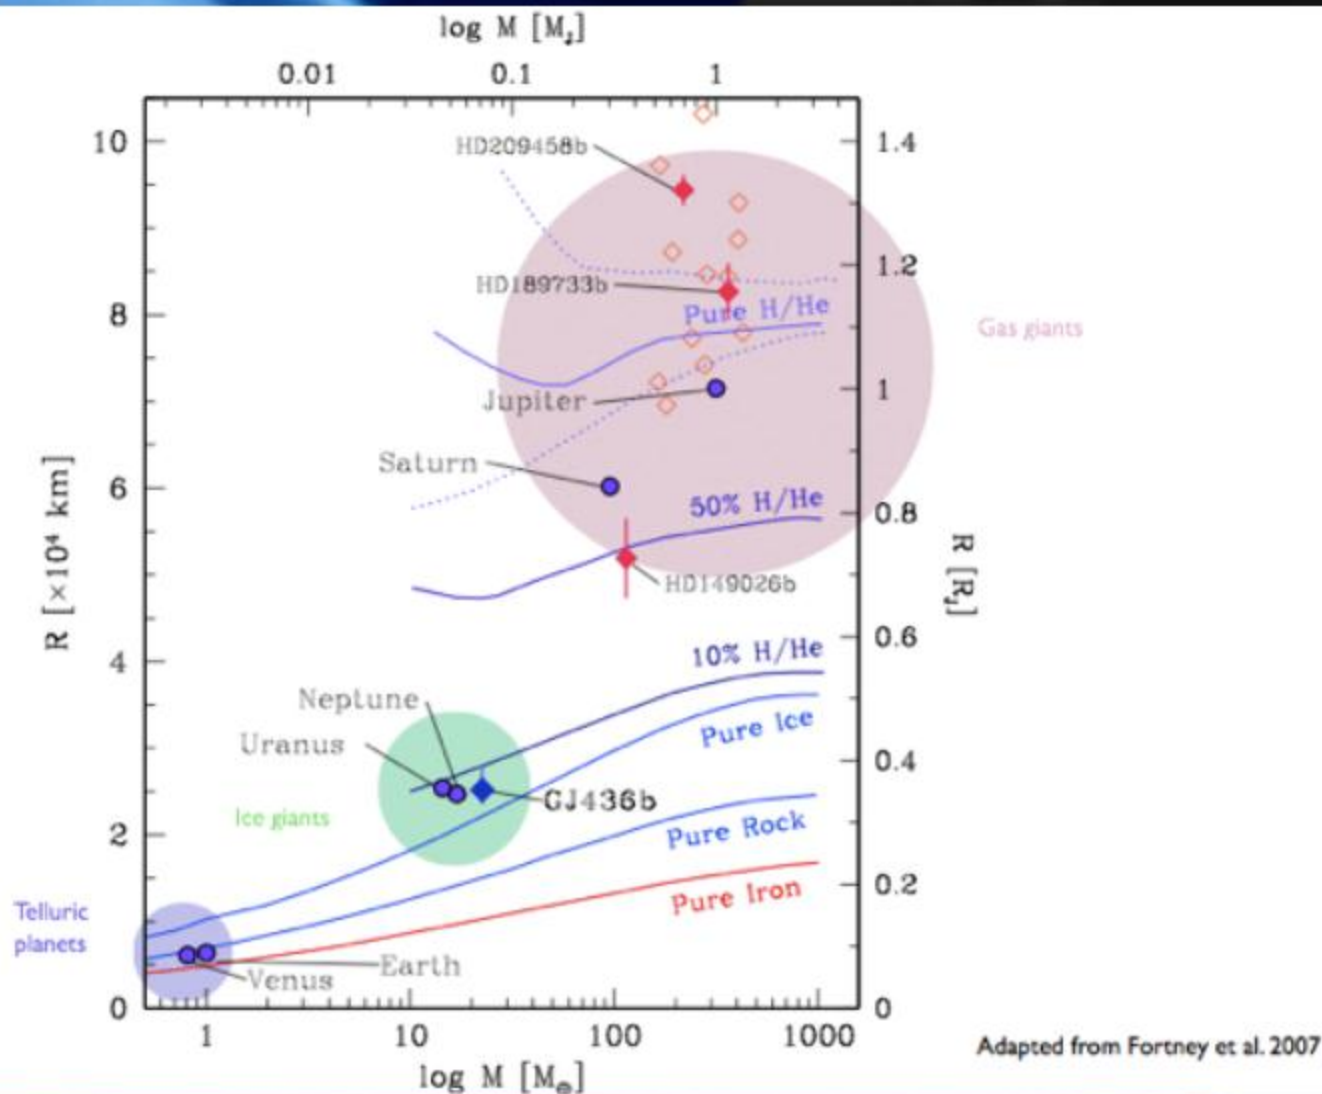 log M [M_J]
0.01 0.1 1
10 1.4
HD209458b
1.2
HD189733b
8 Pure H/He
Gas giants
Jupiter 1
Saturn
6 50% H/He 0.8
R [×10⁴ km] R [R_J]
HD149026b
0.6
4 10% H/He
Neptune
Pure Ice
Uranus
0.4
GJ436b
Ice giants
2 Pure Rock
Pure Iron 0.2
Telluric
planets
Earth
Venus
0 0
1 10 100 1000
log M [M⊕]
Adapted from Fortney et al. 2007